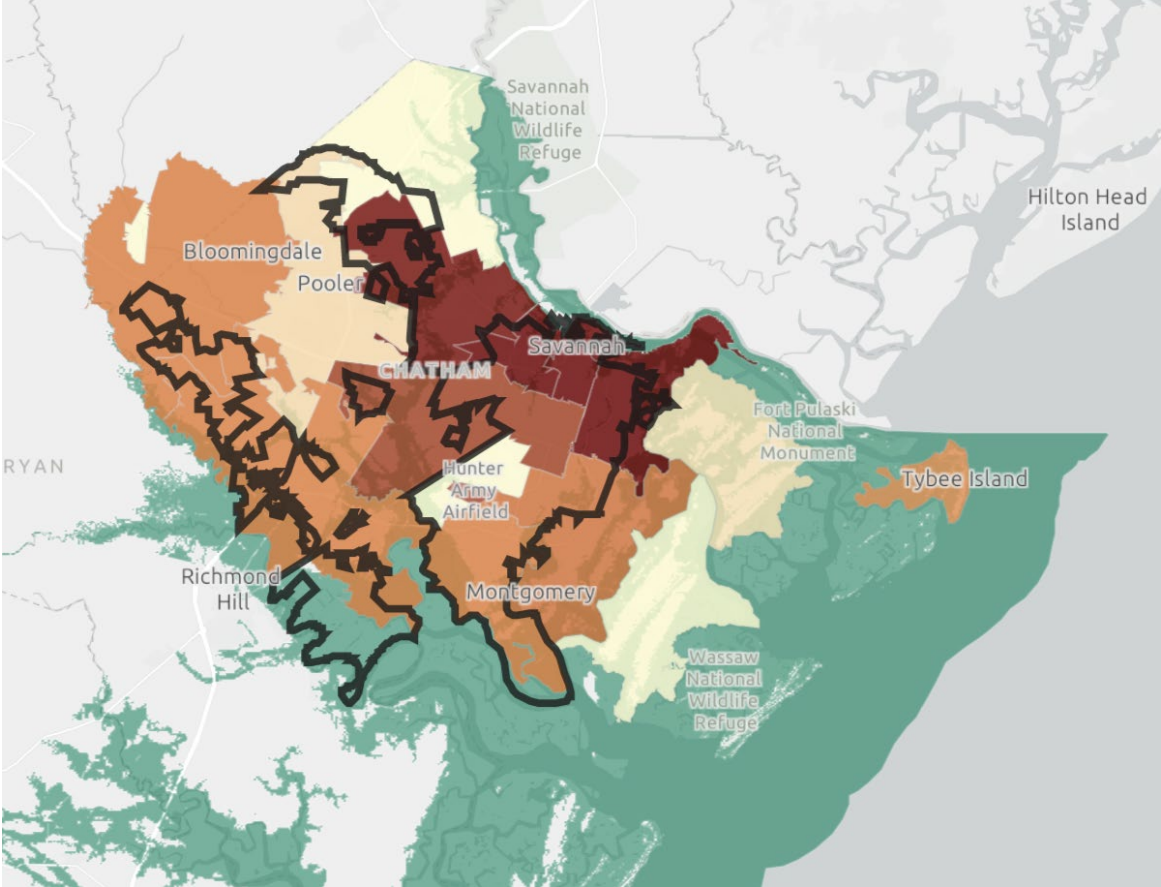 Savannah
National
Wildlife
Refuge
Hilton Head
Island
Bloomingdale
Pooler
Savannah
CHATHAM
Fort Pulaski
National
Monument
RYAN
Hunter
Army
Airfield
Tybee Island
Richmond
Hill
Montgomery
Wassaw
National
Wildlife
Refuge